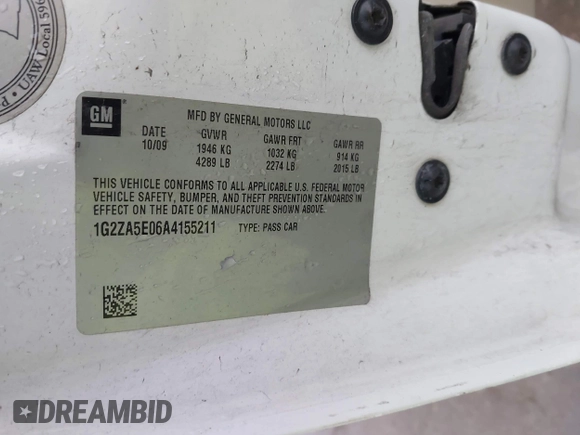 UAW Local 596
GM
MFD BY GENERAL MOTORS LLC
DATE GVWR GAWR FRT GAWR RR
10/09 1946 KG 1032 KG 914 KG
4289 LB 2274 LB 2015 LB
THIS VEHICLE CONFORMS TO ALL APPLICABLE U.S. FEDERAL MOTOR
VEHICLE SAFETY, BUMPER, AND THEFT PREVENTION STANDARDS
IN EFFECT ON THE DATE OF MANUFACTURE SHOWN ABOVE.
1G2ZA5E06A4155211 TYPE: PASS CAR
DREAMBID